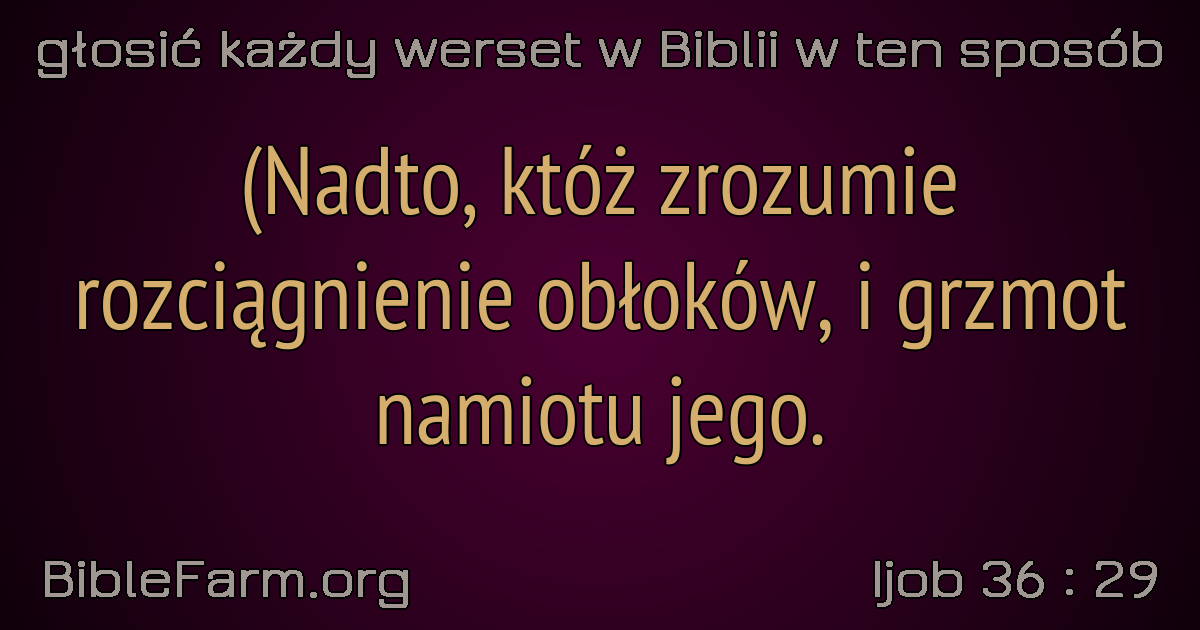 głosić każdy werset w Biblii w ten sposób
(Nadto, któż zrozumie
rozciągnienie obłoków, i grzmot
namiotu jego.
BibleFarm.org
Ijob 36 : 29